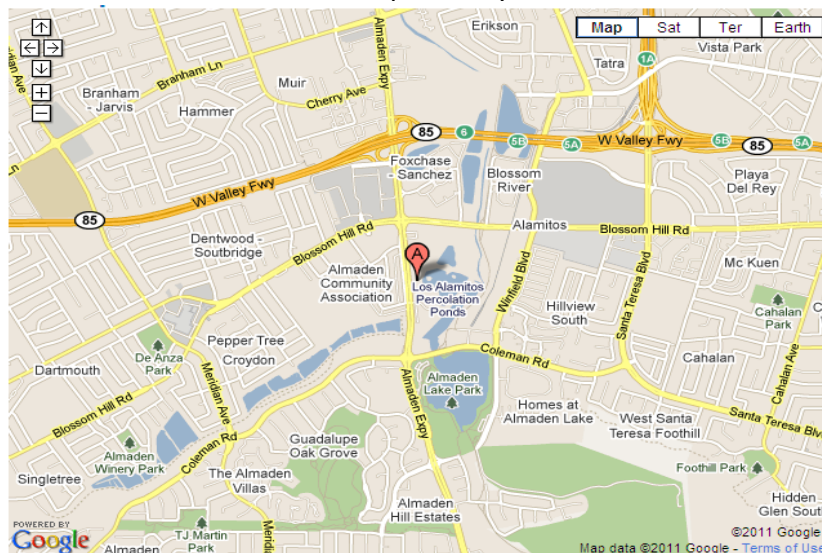 Erikson
Map
Sat
Ter
Earth
Vista Park
Tatra
1A
Branham Ln
Muir
Branham
- Jarvis
Cherry Ave
Almaden Expy
Hammer
85
6
5B
5A
W Valley Fwy
5B
85
5A
Foxchase
- Sanchez
Blossom
River
Playa
Del Rey
W Valley Fwy
85
Alamitos
Blossom Hill Rd
Dentwood -
Soutbridge
Blossom Hill Rd
A
Mc Kuen
Almaden
Community
Association
Los Alamitos
Percolation
Ponds
Winfield Blvd
Hillview
South
Santa Teresa Blvd
Cahalan
Park
Pepper Tree
Croydon
De Anza
Park
Dartmouth
Meridian Ave
Coleman Rd
Cahalan
Cahalan Ave
Almaden
Lake Park
Almaden Expy
Blossom Hill Rd
Homes at
Almaden Lake
West Santa
Teresa Foothill
Santa Teresa Blv
Coleman Rd
Guadalupe
Oak Grove
Almaden
Winery Park
Foothill Park
Singletree
The Almaden
Villas
Almaden
Hill Estates
Hidden
Glen Sout
POWERED BY
Google
TJ Martin
Park
Almaden
©2011 Google
Map data ©2011 Google - Terms of Use